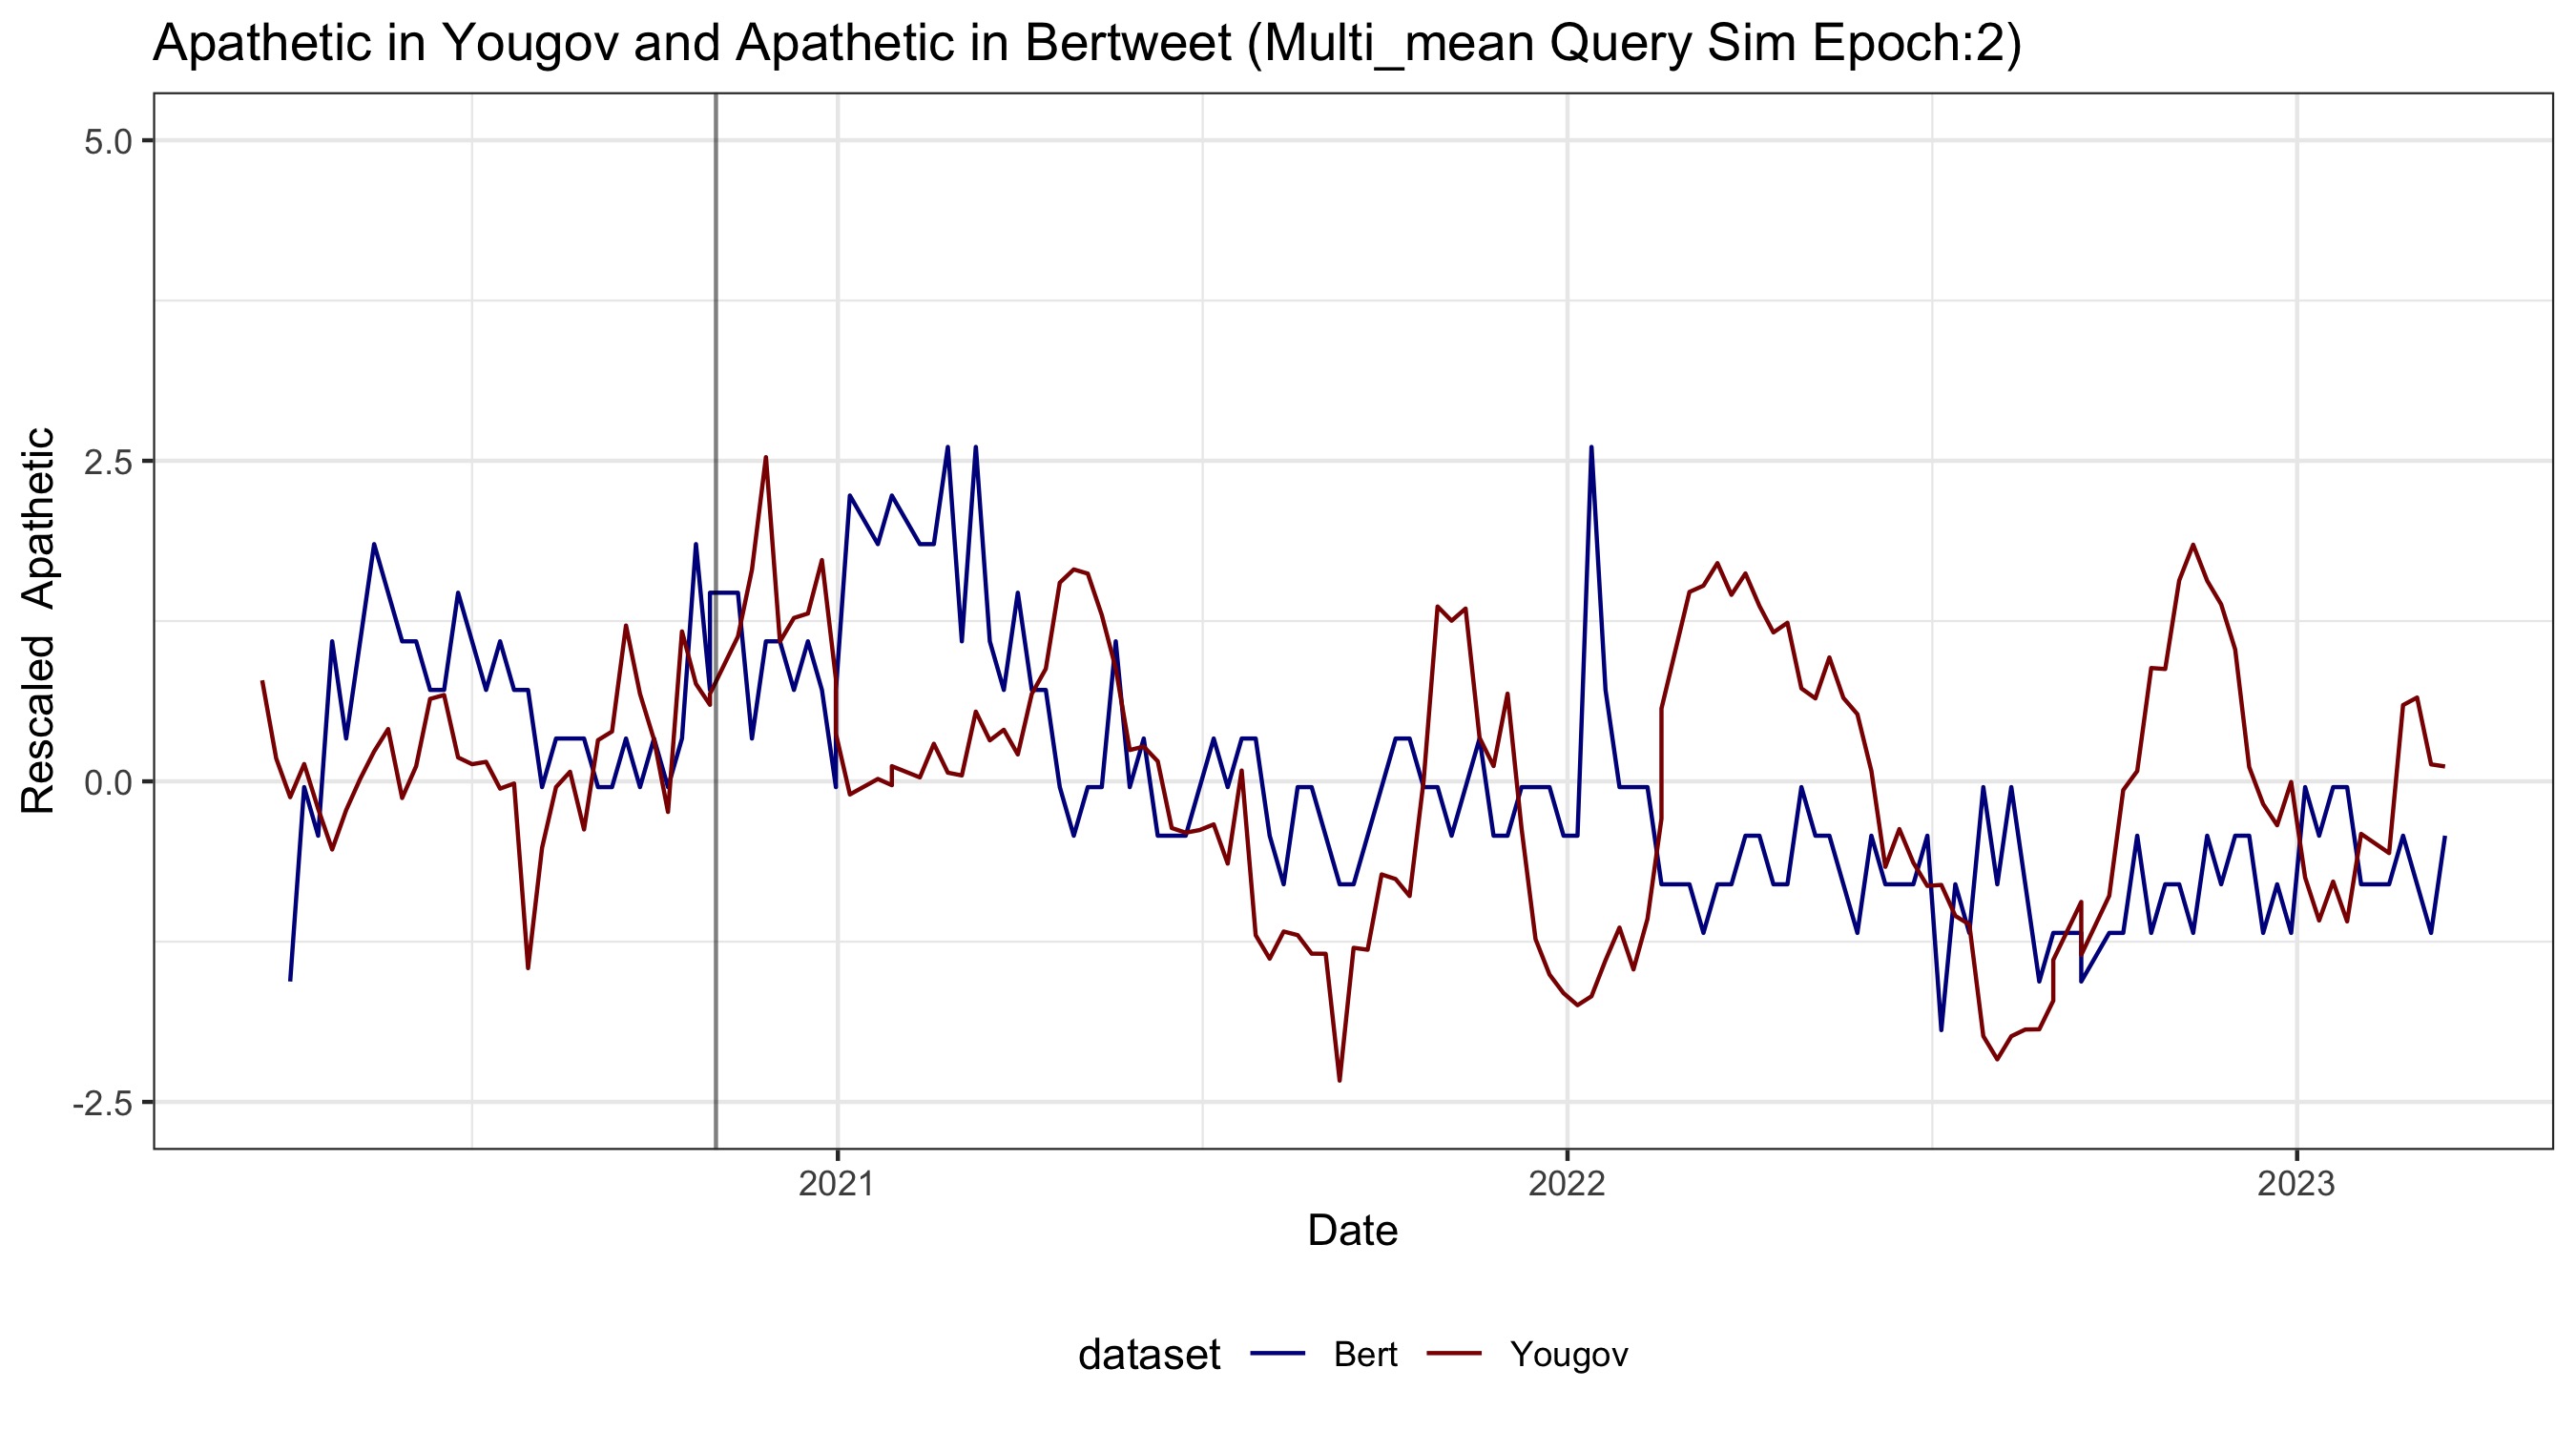 Apathetic in Yougov and Apathetic in Bertweet (Multi_mean Query Sim Epoch:2)
5.0
2.5
0.0
-2.5
Rescaled Apathetic
2021
2022
2023
Date
dataset Bert Yougov